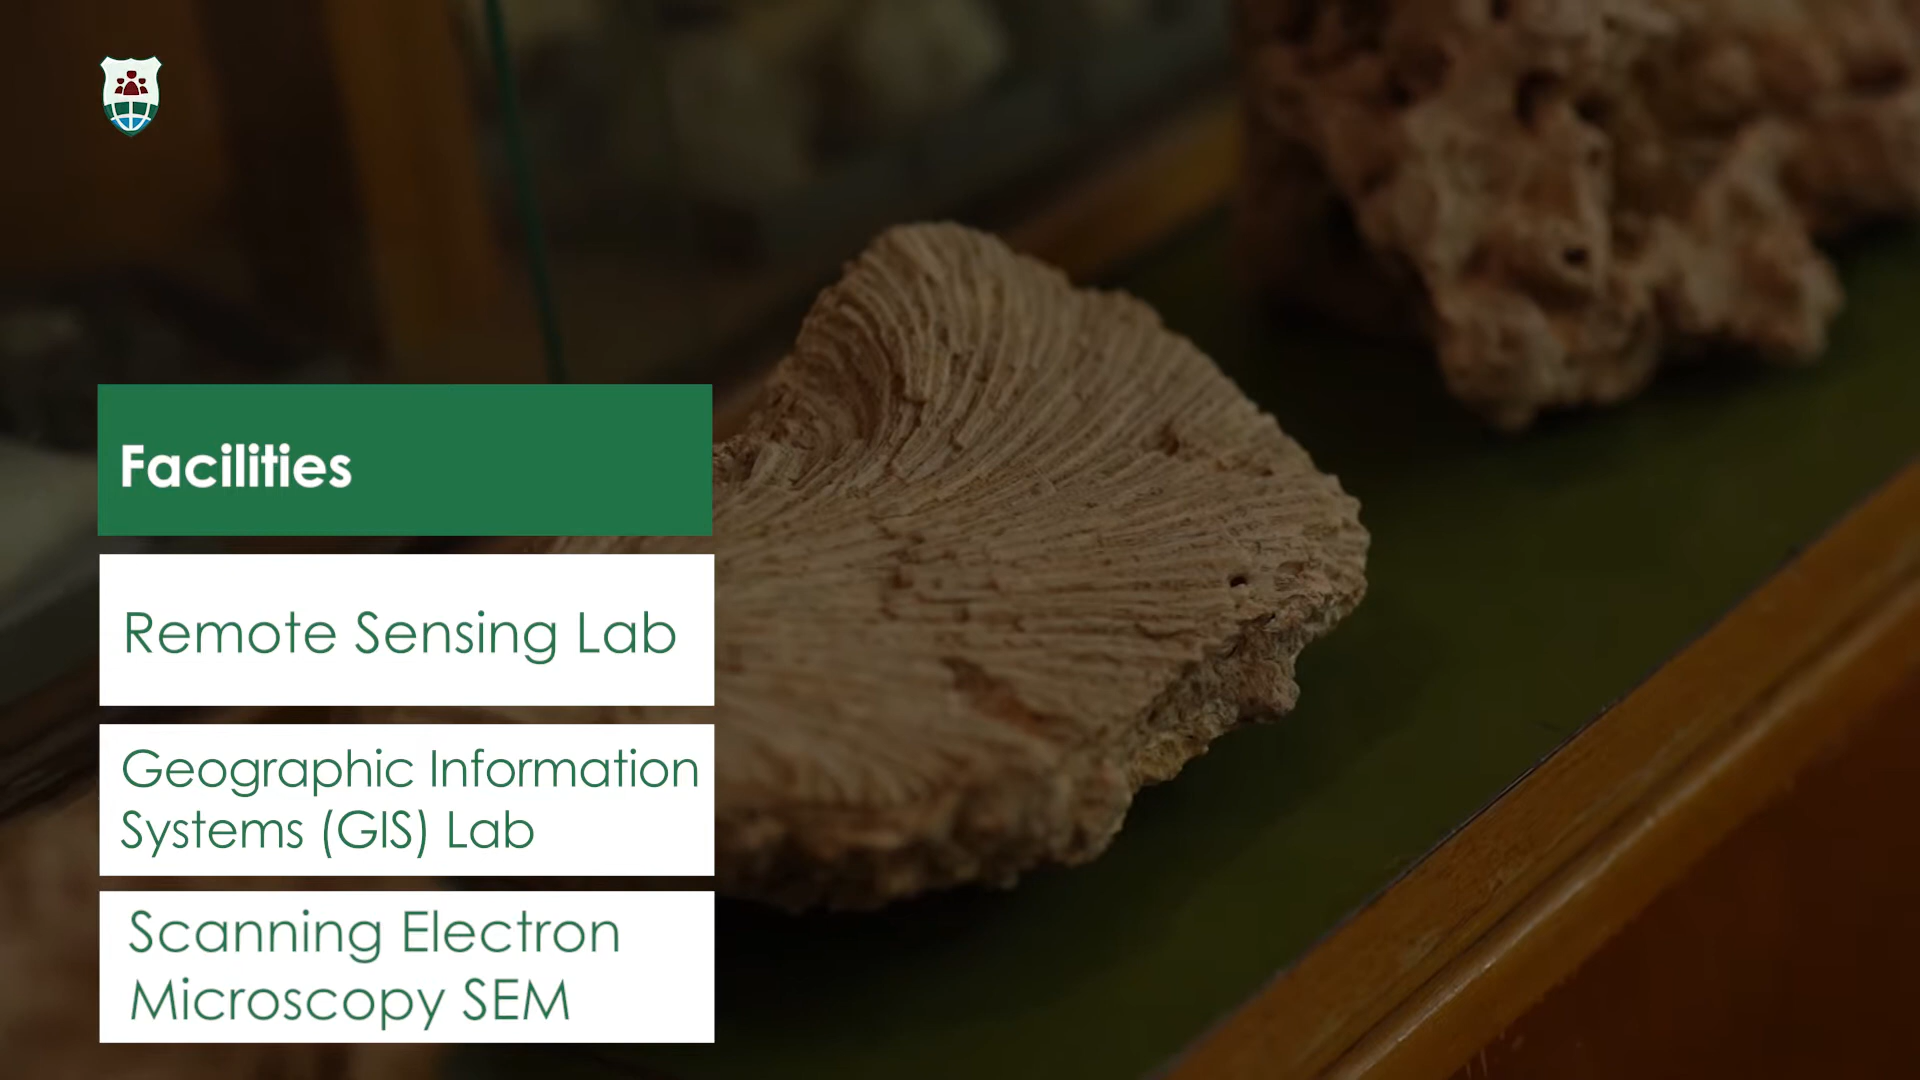 Facilities
Remote Sensing Lab
Geographic Information
Systems (GIS) Lab
Scanning Electron
Microscopy SEM